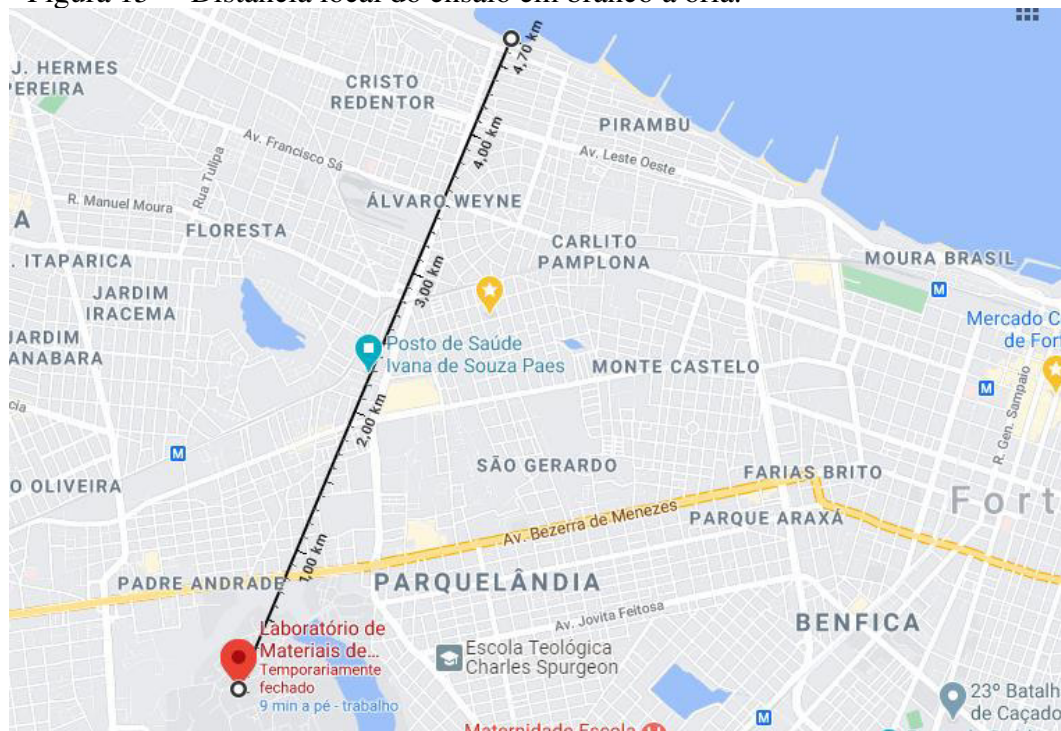 J. HERMES
PEREIRA
CRISTO
REDENTOR
4,70 km
PIRAMBU
Av. Leste Oeste
Av. Francisco Sá
4,00 km
Rua Tulipa
R. Manuel Moura
ÁLVARO WEYNE
A
FLORESTA
CARLITO
PAMPLONA
MOURA BRASIL
. ITAPARICA
3,00 km
JARDIM
IRACEMA
M
Mercado C
de For
JARDIM
ANABARA
Posto de Saúde
Ivana de Souza Paes
MONTE CASTELO
M
cia
2,00 km
R. Gen. Sampaio
M
SÃO GERARDO
FARIAS BRITO
O OLIVEIRA
Fort
Av. Bezerra de Menezes
PARQUE ARAXÁ
1,00 km
PADRE ANDRADE
PARQUELÂNDIA
Av. Jovita Feitosa
BENFICA
Laboratório de
Materiais de...
Temporariamente
fechado
9 min a pé - trabalho
Escola Teológica
Charles Spurgeon
23º Batalh
de Caçado
M
Maternidade Escola